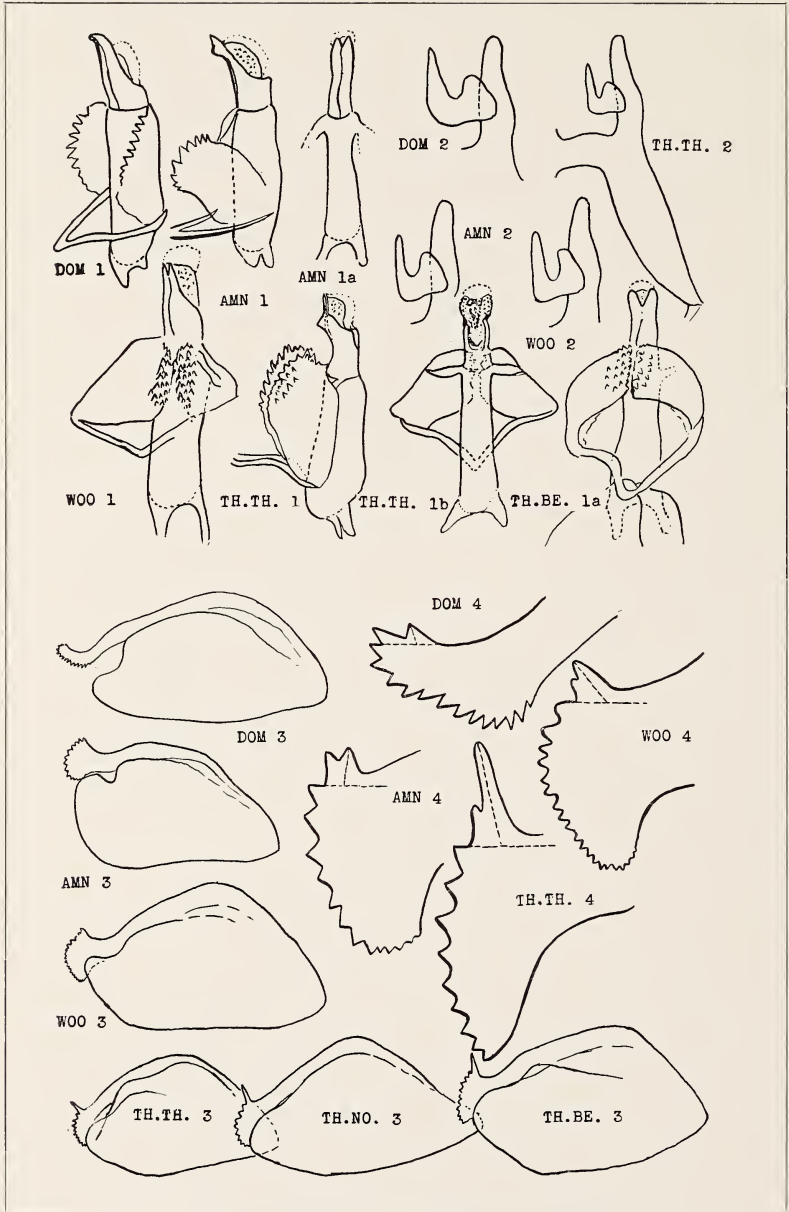 DOM 2
TH.TH. 2
AMN 2
DOM 1
AMN 1
AMN 1a
WOO 2
WOO 1
TH.TH. 1
TH.TH. 1b
TH.BE. 1a
DOM 4
DOM 3
WOO 4
AMN 4
AMN 3
TH.TH. 4
WOO 3
TH.TH. 3
TH.NO. 3
TH.BE. 3